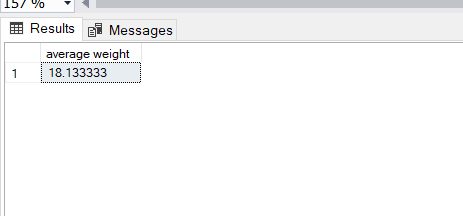 157 %
Results Messages
average weight
1 18.133333